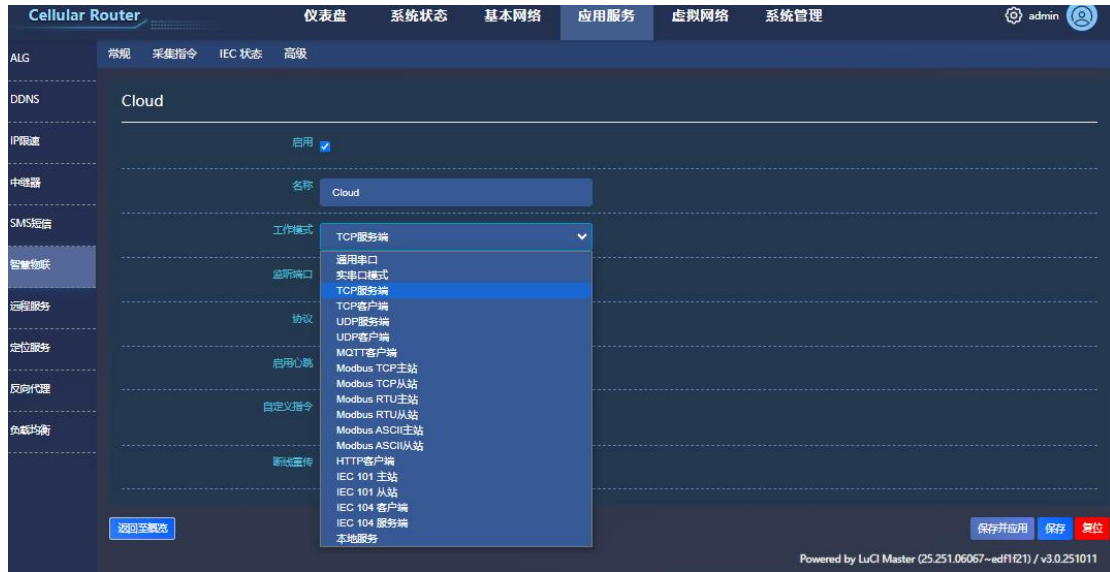 Cellular Router 仪表盘 系统状态 基本网络 应用服务 虚拟网络 系统管理 admin
ALG
DDNS
IP限速
中继器
SMS短信
智慧物联
远程服务
定位服务
反向代理
负载均衡
常规 采集指令 IEC 状态 高级
Cloud
启用
名称 Cloud
工作模式 TCP服务端
监听端口
协议
启用心跳
自定义指令
断线重传
通用串口
实串口模式
TCP服务端
TCP客户端
UDP服务端
UDP客户端
MQTT客户端
Modbus TCP主站
Modbus TCP从站
Modbus RTU主站
Modbus RTU从站
Modbus ASCII主站
Modbus ASCII从站
HTTP客户端
IEC 101 主站
IEC 101 从站
IEC 104 客户端
IEC 104 服务端
本地服务
返回至概览 保存并应用 保存 复位
Powered by LuCI Master (25.251.06067~edf1f21) / v3.0.251011